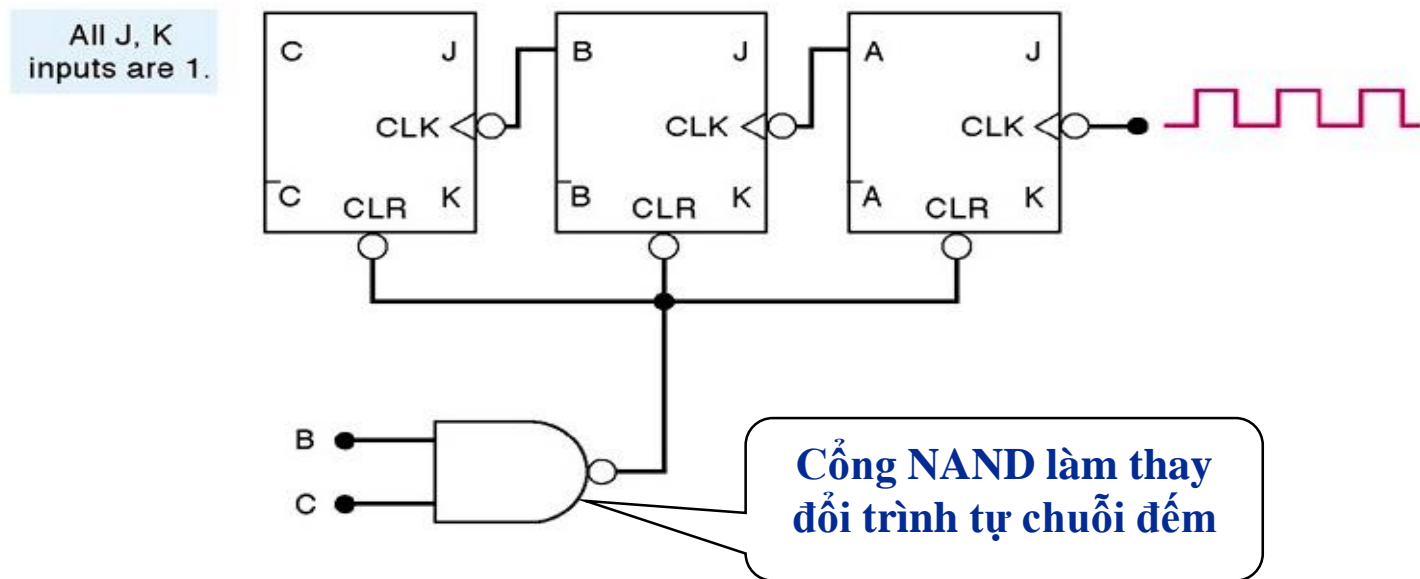 All J, K
inputs are 1.
C J
B J
A J
CLK
CLK
CLK
C̅ K
B̅ K
A̅ K
CLR
CLR
CLR
B
C
Cổng NAND làm thay
đổi trình tự chuỗi đếm